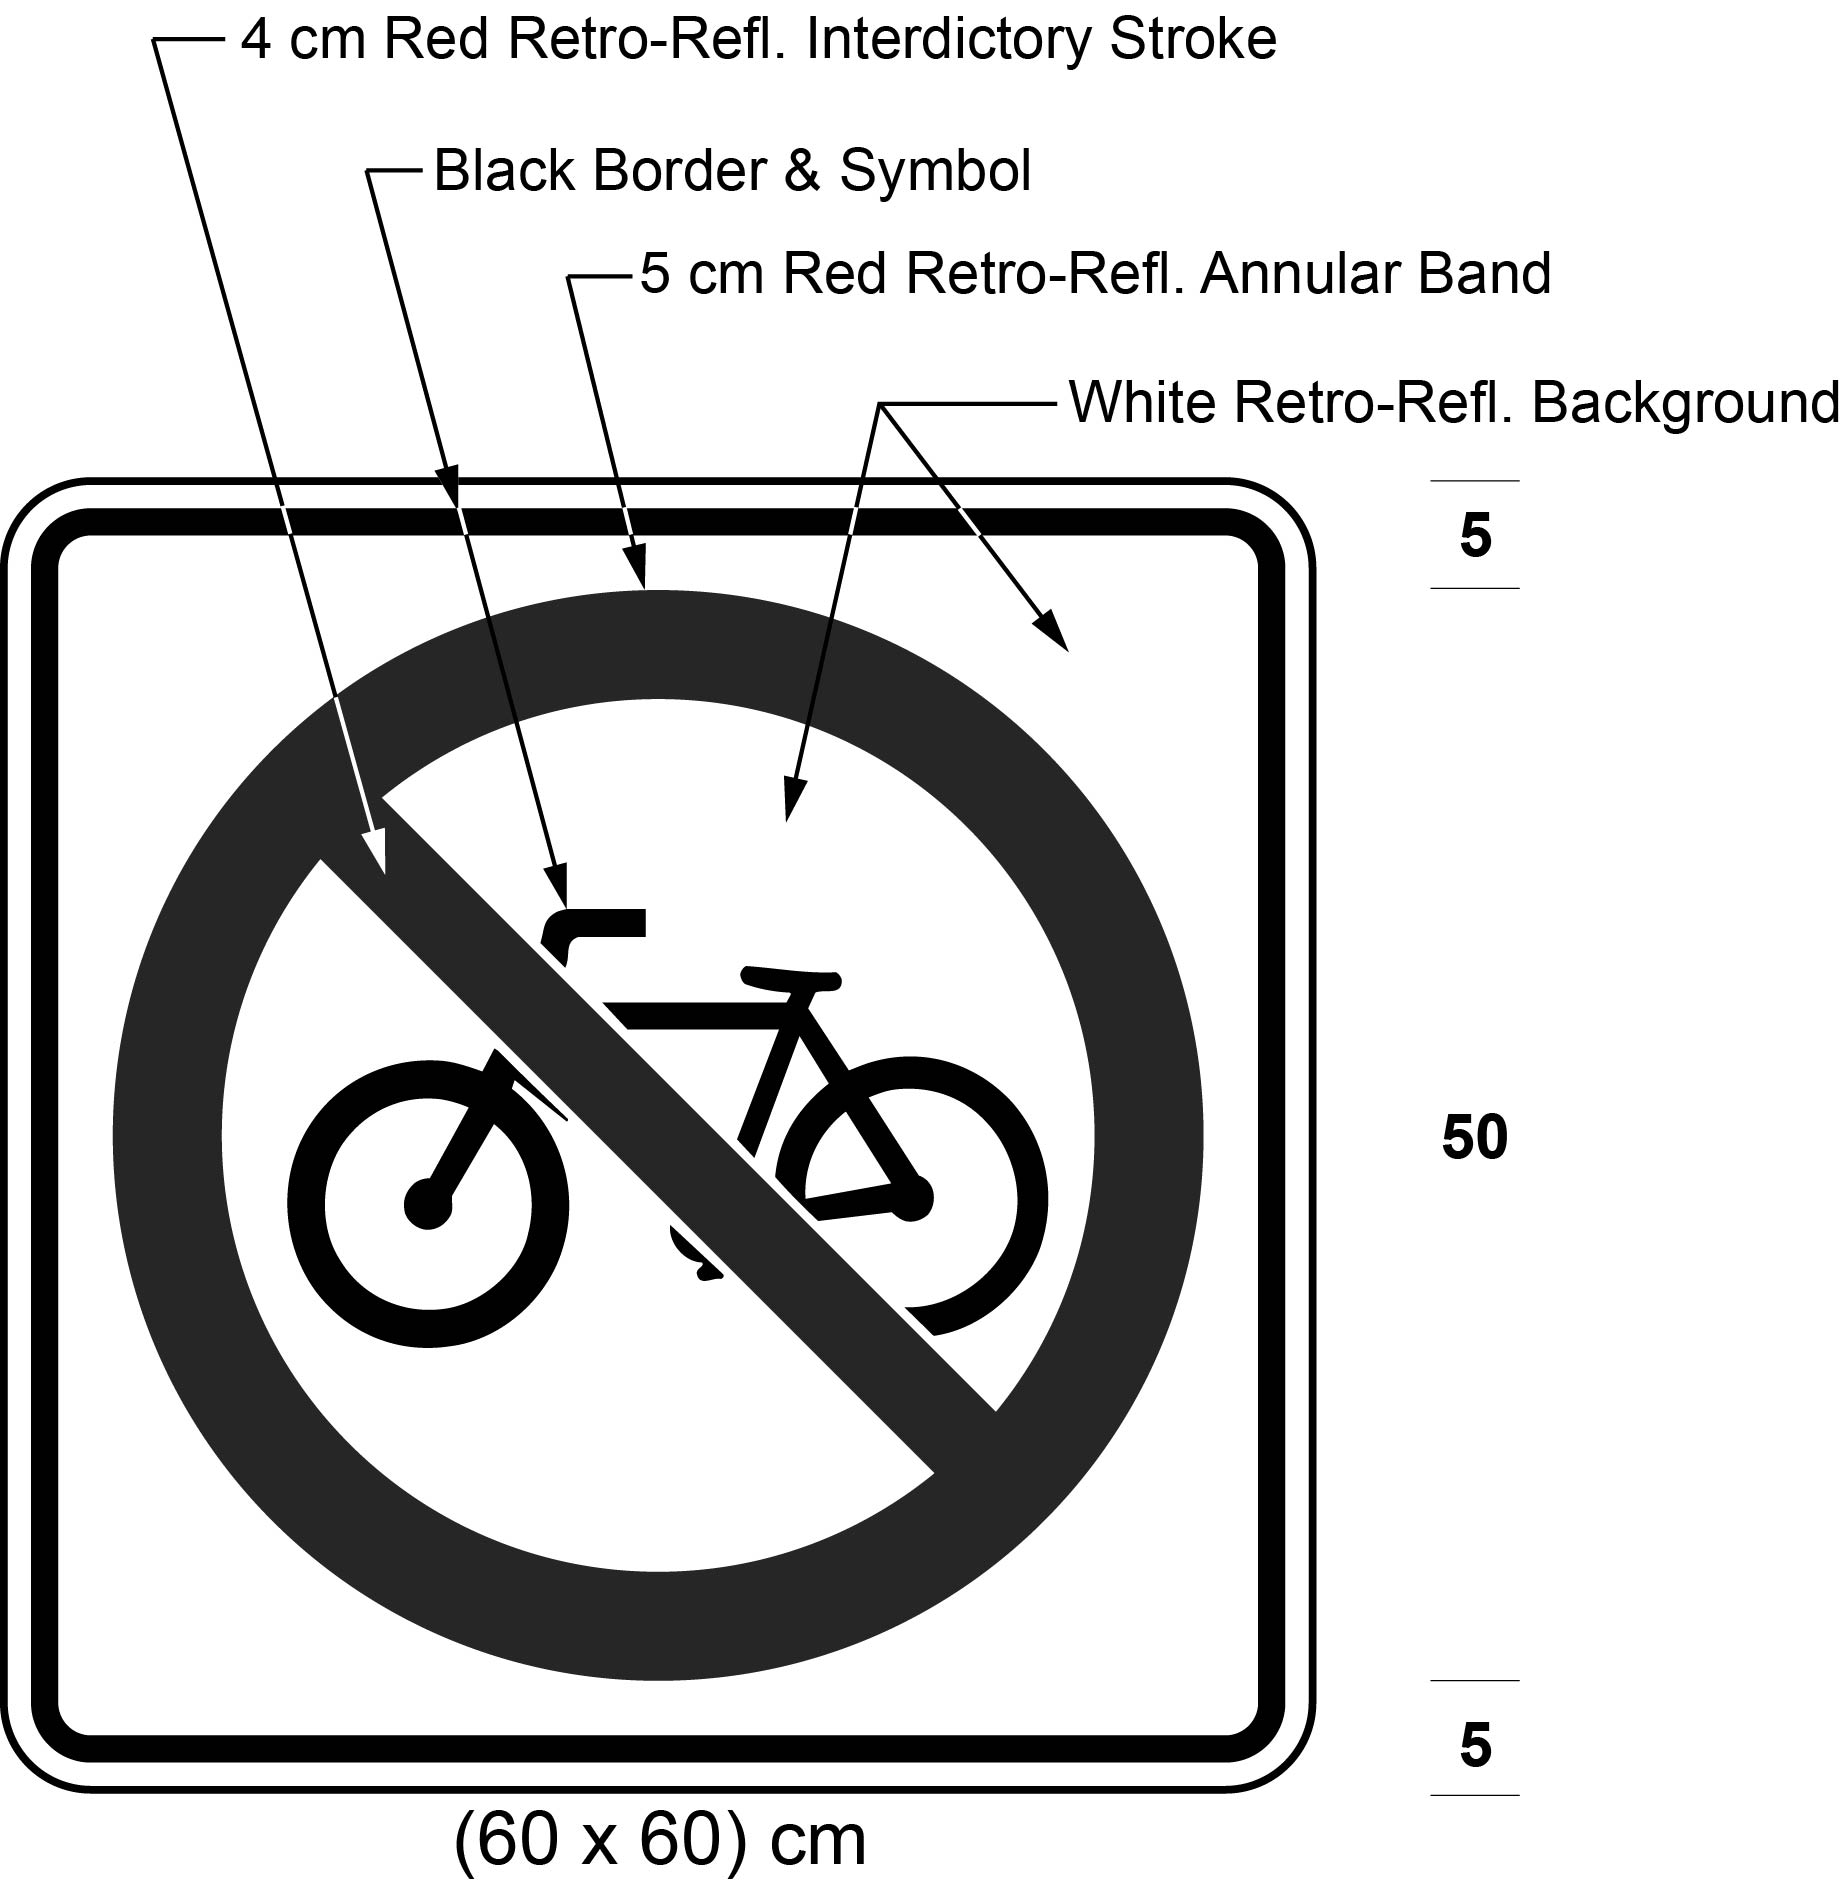 4 cm Red Retro-Refl. Interdictory Stroke
Black Border & Symbol
5 cm Red Retro-Refl. Annular Band
White Retro-Refl. Background
5
50
5
(60 x 60) cm